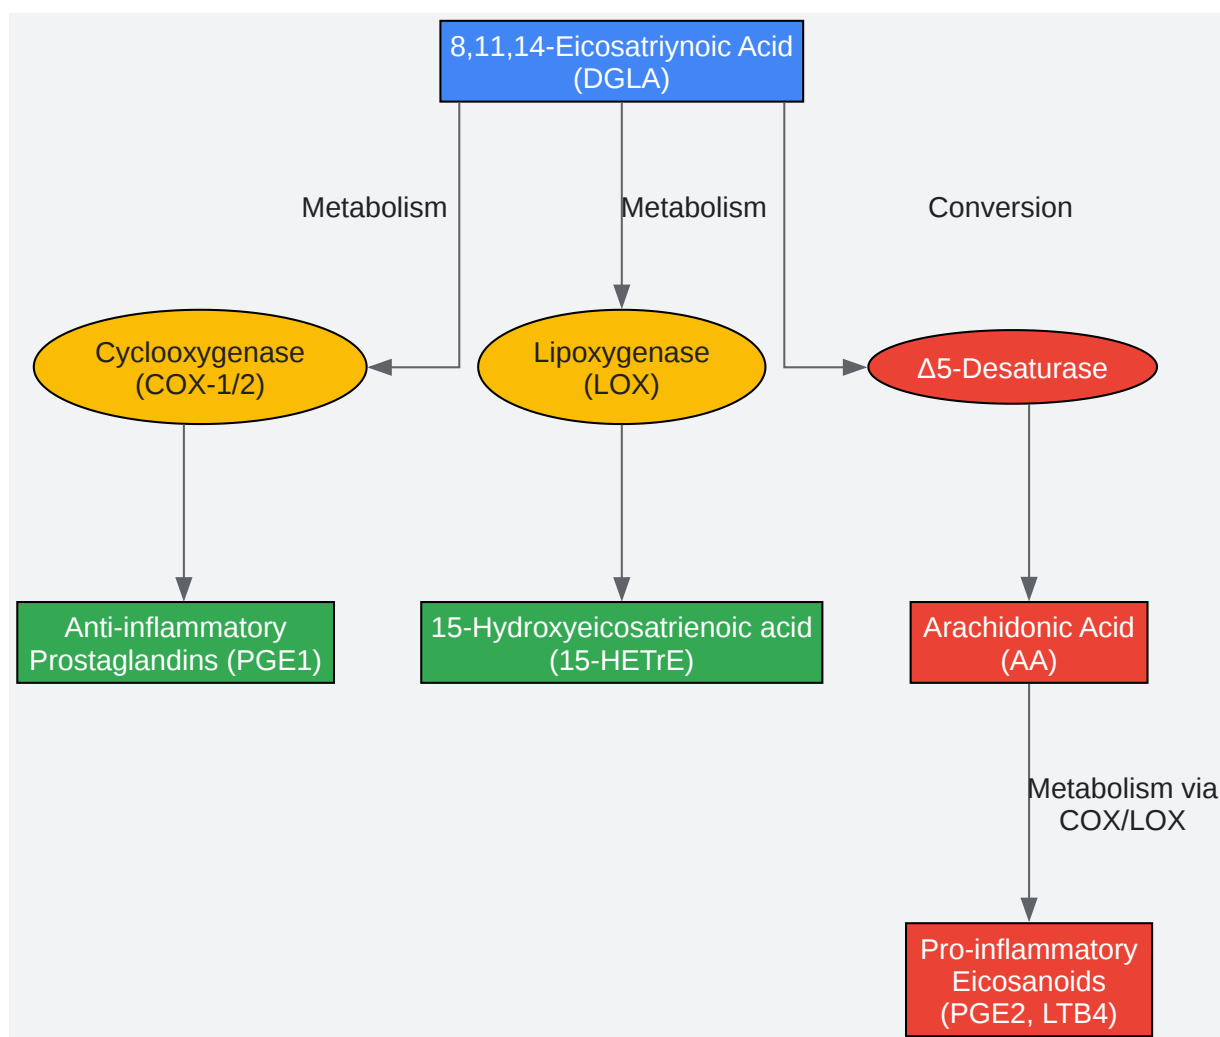 8,11,14-Eicosatriynoic Acid
(DGLA)
Metabolism
Metabolism
Conversion
Cyclooxygenase
(COX-1/2)
Lipoxygenase
(LOX)
Δ5-Desaturase
Anti-inflammatory
Prostaglandins (PGE1)
15-Hydroxyeicosatrienoic acid
(15-HETrE)
Arachidonic Acid
(AA)
Metabolism via
COX/LOX
Pro-inflammatory
Eicosanoids
(PGE2, LTB4)